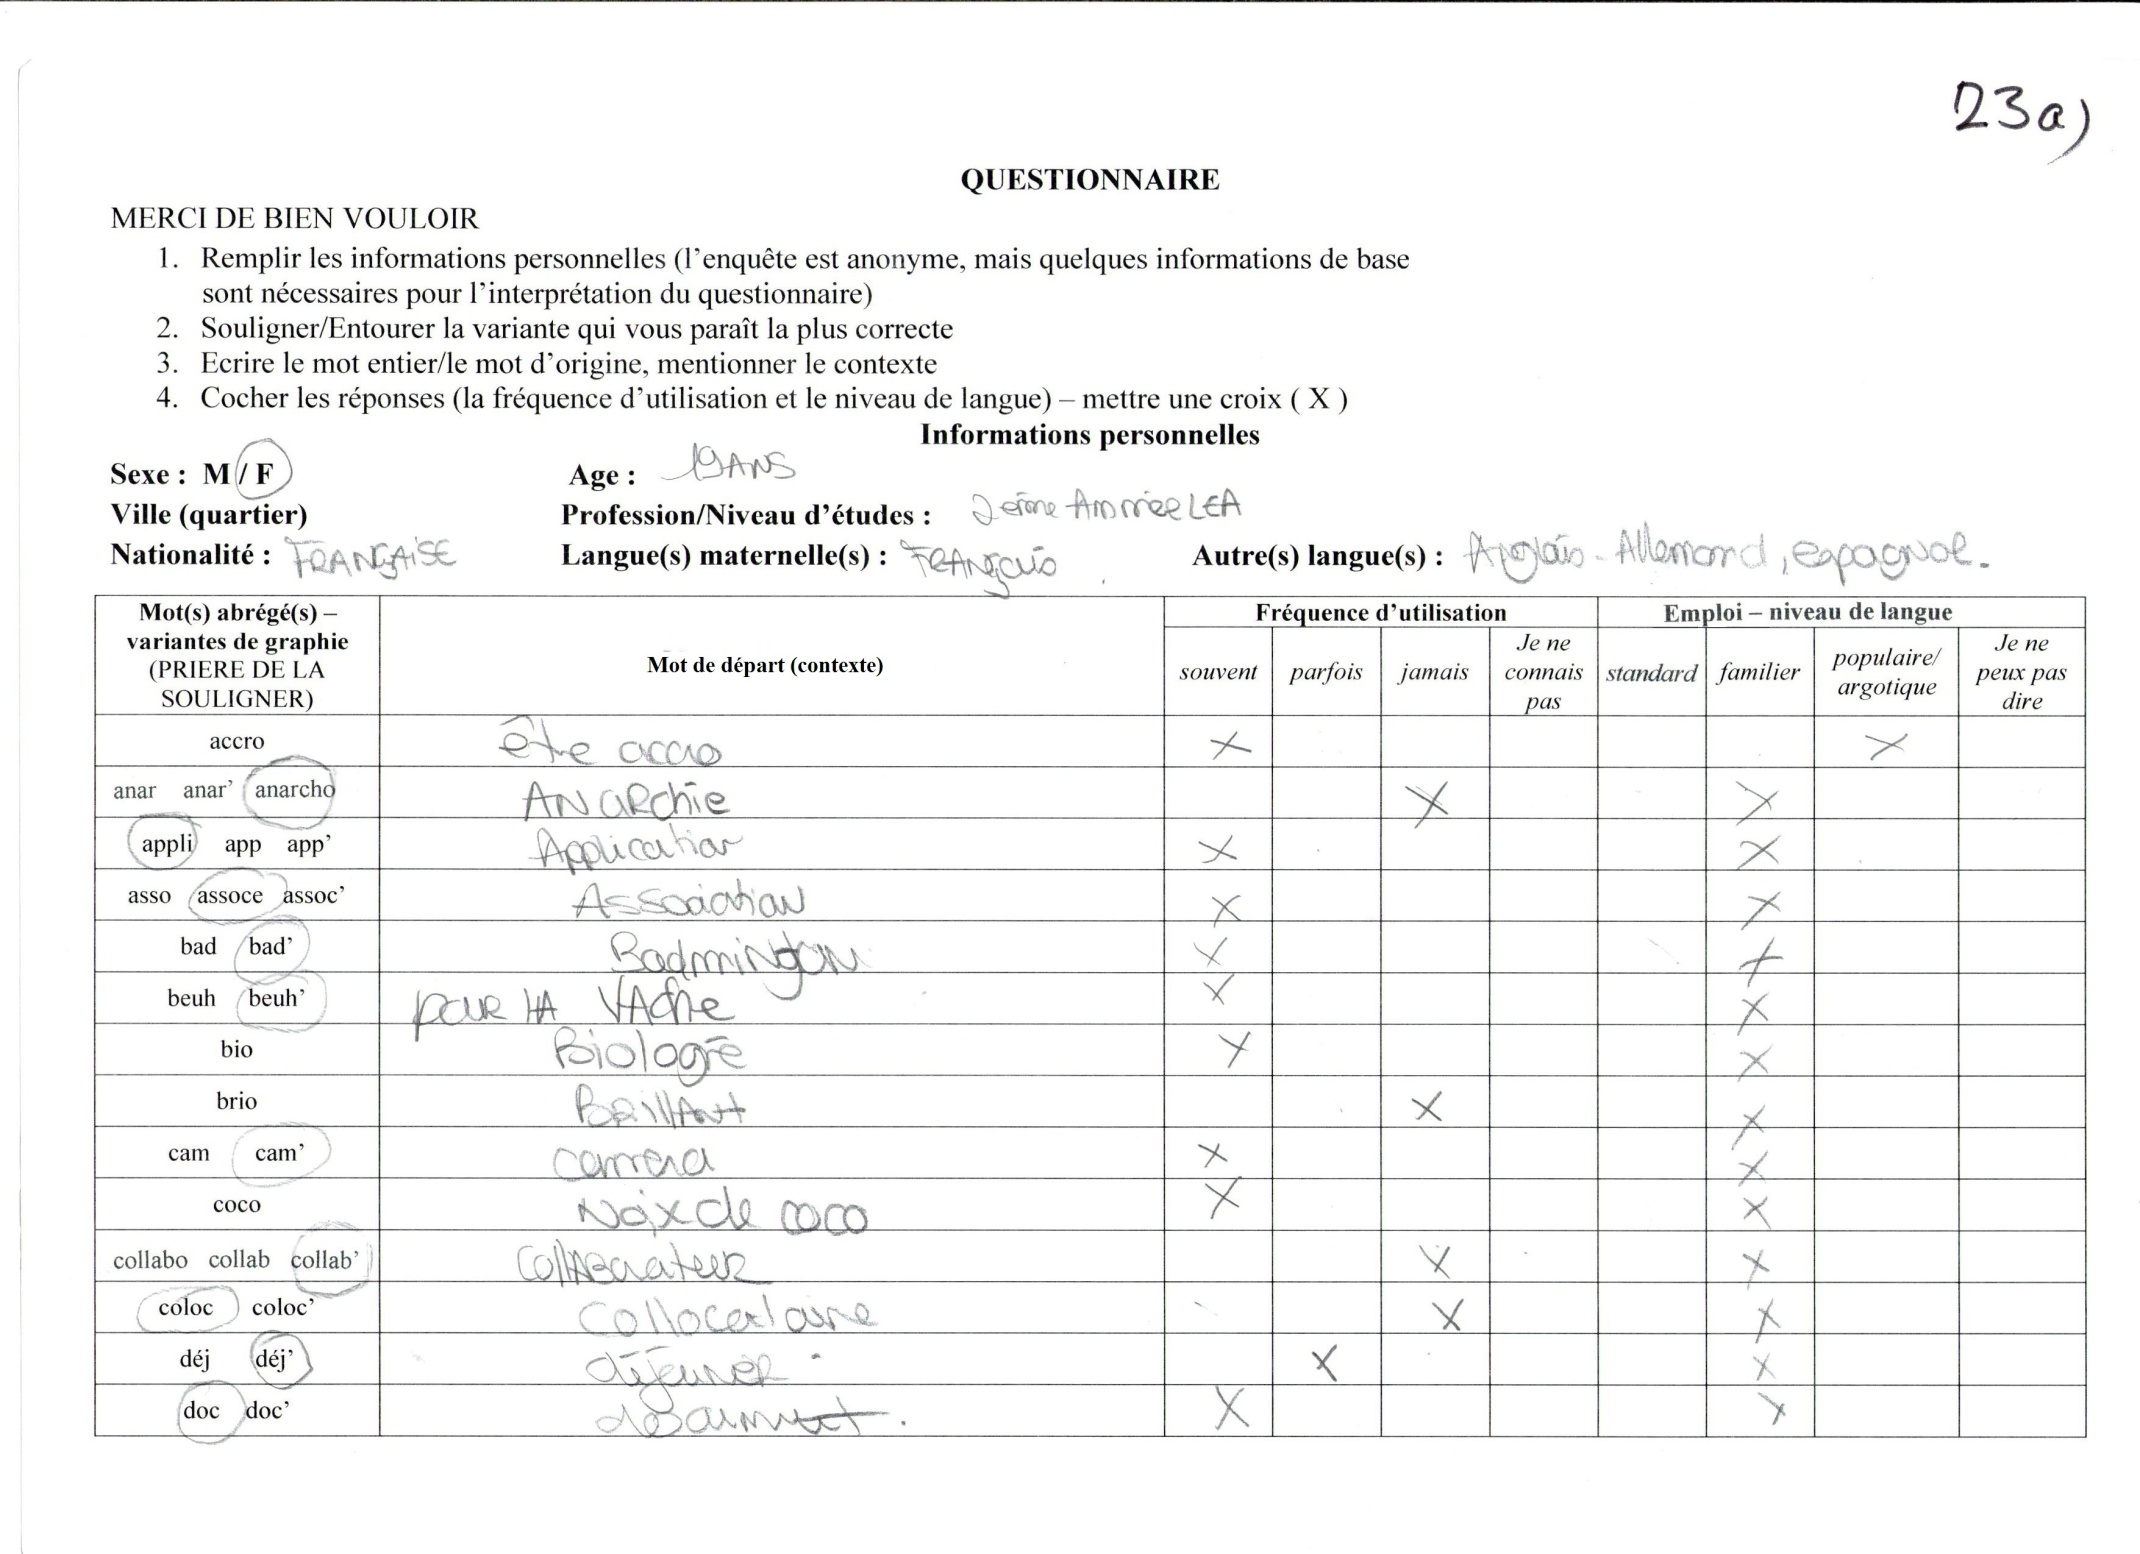 23a)
QUESTIONNAIRE
MERCI DE BIEN VOULOIR
1. Remplir les informations personnelles (l’enquête est anonyme, mais quelques informations de base
sont nécessaires pour l’interprétation du questionnaire)
2. Souligner/Entourer la variante qui vous paraît la plus correcte
3. Ecrire le mot entier/le mot d’origine, mentionner le contexte
4. Cocher les réponses (la fréquence d’utilisation et le niveau de langue) – mettre une croix ( X )
Informations personnelles
Sexe : M / F Age : 19 ANS
Ville (quartier) Profession/Niveau d’études : 2eme Année LEA
Nationalité : FRANÇAISE Langue(s) maternelle(s) : FRANçais Autre(s) langue(s) : Anglais - Allemand, espagnol.
Mot(s) abrégé(s) – variantes de graphie (PRIERE DE LA SOULIGNER) Mot de départ (contexte) Fréquence d’utilisation Emploi – niveau de langue
souvent parfois jamais Je ne connais pas standard familier populaire/ argotique Je ne peux pas dire
accro être accro X X
anar anar’ anarcho ANaRchie X X
appli app app’ Application X X
asso assoce assoc’ Association X X
bad bad’ Badmington X X
beuh beuh’ pour LA VAche X X
bio Biologie X X
brio BRillAnt X X
cam cam’ camera X X
coco Noix de coco X X
collabo collab collab’ CollABorateur X X
coloc coloc’ Collocataire X X
déj déj’ déjeuner X X
doc doc’ document. X X